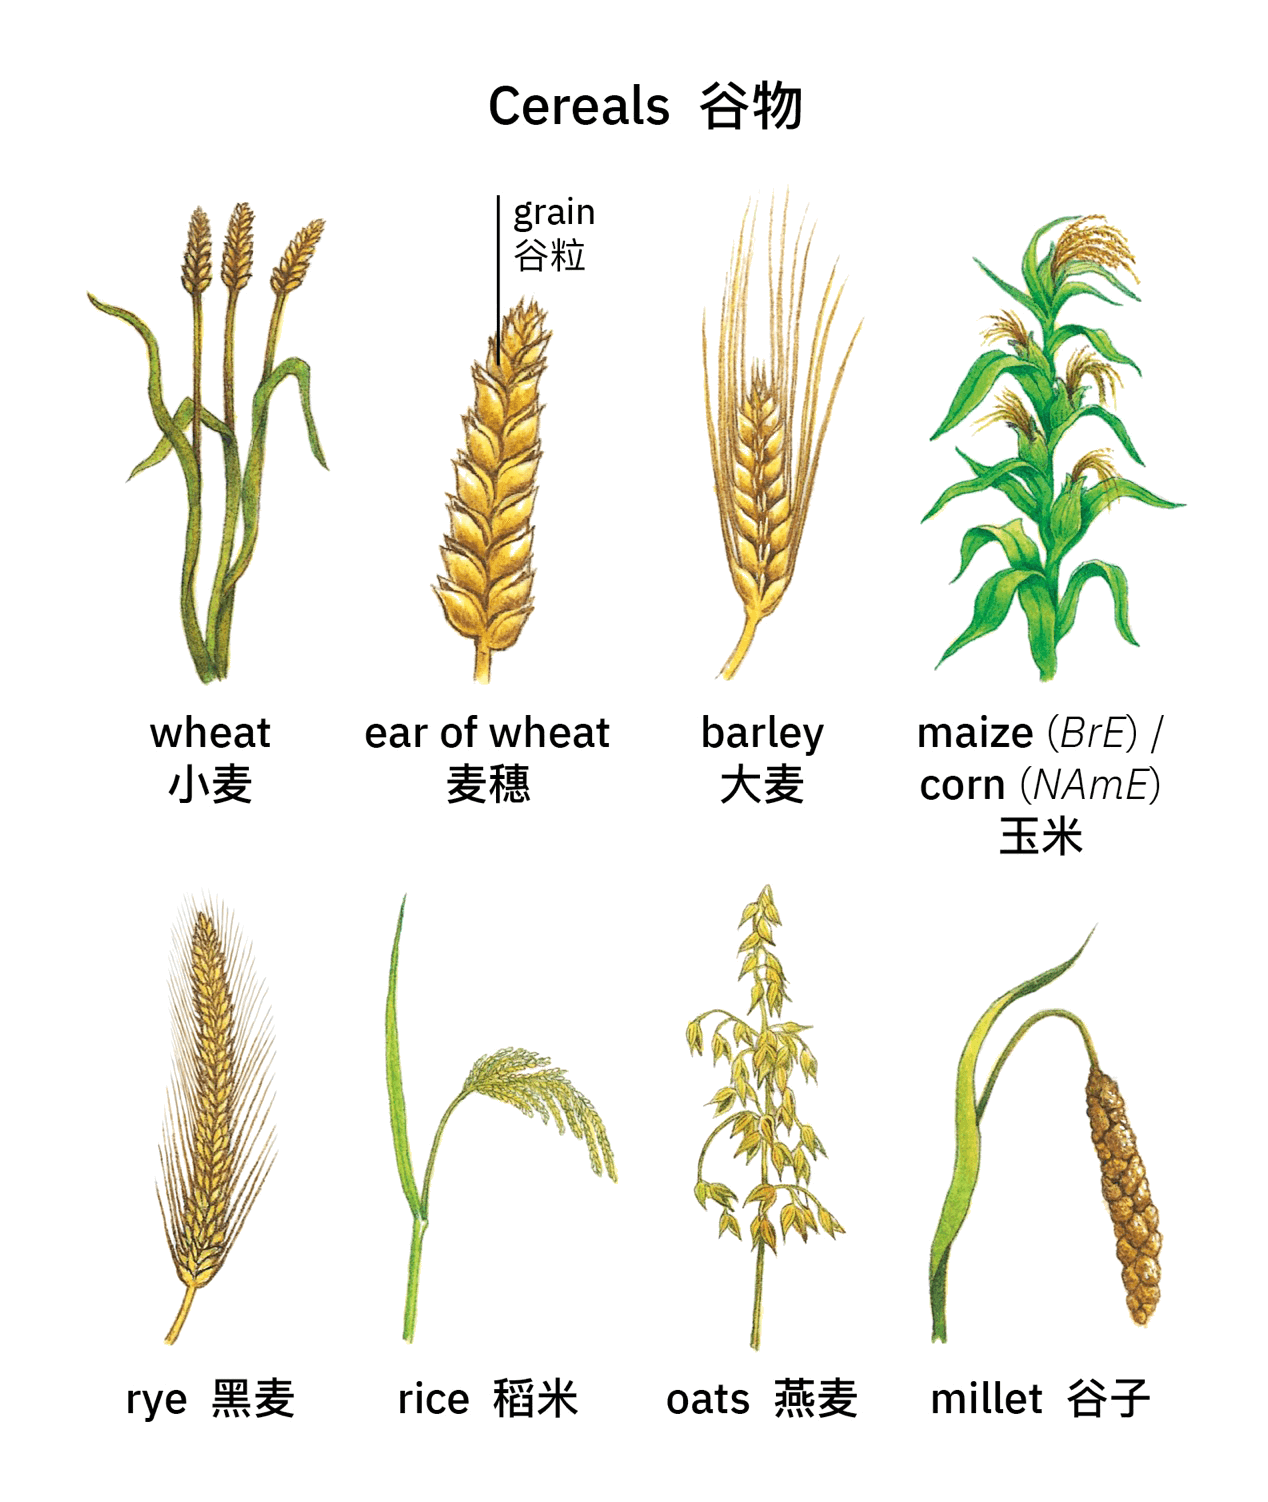 Cereals 谷物
grain
谷粒
wheat
小麦
ear of wheat
麦穗
barley
大麦
maize (BrE) /
corn (NAmE)
玉米
rye 黑麦
rice 稻米
oats 燕麦
millet 谷子